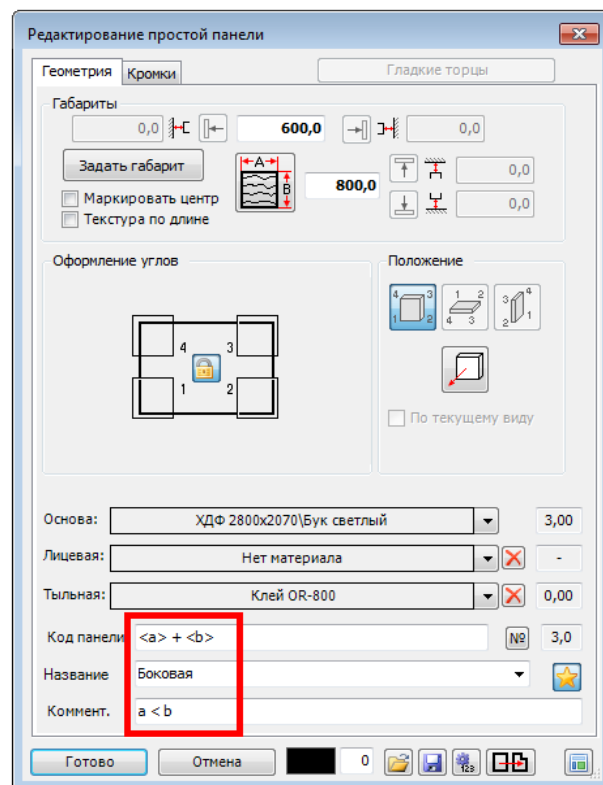 Редактирование простой панели
Геометрия Кромки Гладкие торцы
Габариты
0,0 600,0 0,0
Задать габарит A B 800,0 0,0
Маркировать центр 0,0
Текстура по длине
Оформление углов Положение
4 3 1 2
1 2 4 3
3 4 2 1
4 3
1 2
По текущему виду
Основа: ХДФ 2800x2070\Бук светлый 3,00
Лицевая: Нет материала -
Тыльная: Клей OR-800 0,00
Код панели <a> + <b> № 3,0
Название Боковая
Коммент. a < b
Готово Отмена 0 123